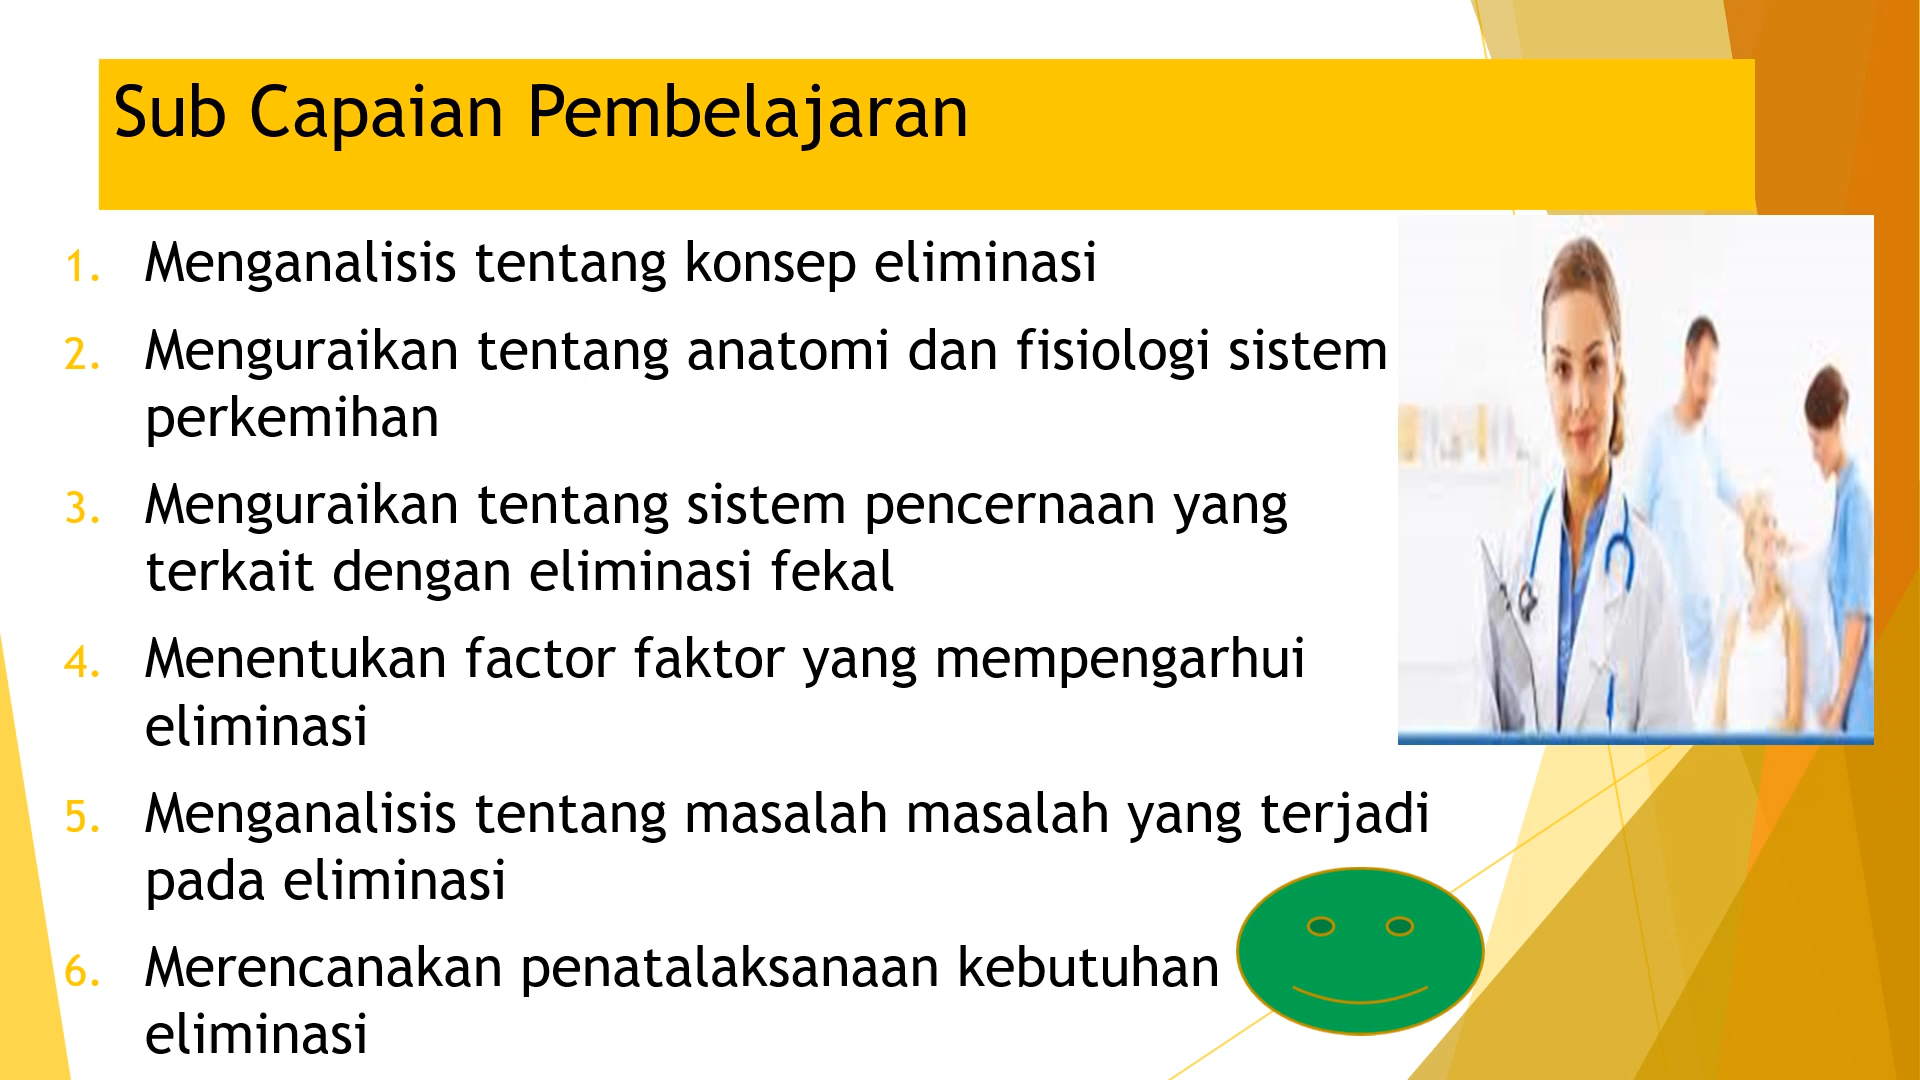 Sub Capaian Pembelajaran
1. Menganalisis tentang konsep eliminasi
2. Menguraikan tentang anatomi dan fisiologi sistem
perkemihan
3. Menguraikan tentang sistem pencernaan yang
terkait dengan eliminasi fekal
4. Menentukan factor faktor yang mempengarhui
eliminasi
5. Menganalisis tentang masalah masalah yang terjadi
pada eliminasi
6. Merencanakan penatalaksanaan kebutuhan
eliminasi